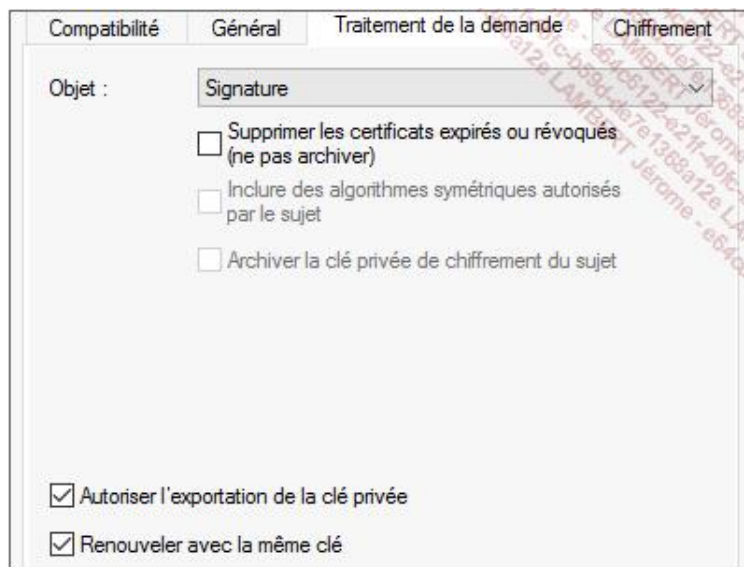 Compatibilité Général Traitement de la demande Chiffrement
Objet : Signature
Supprimer les certificats expirés ou révoqués
(ne pas archiver)
Inclure des algorithmes symétriques autorisés
par le sujet
Archiver la clé privée de chiffrement du sujet
Autoriser l'exportation de la clé privée
Renouveler avec la même clé